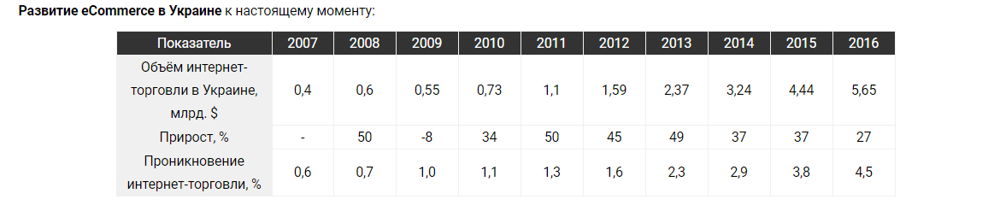 Развитие eCommerce в Украине к настоящему моменту:
Показатель 2007 2008 2009 2010 2011 2012 2013 2014 2015 2016
Объём интернет-
торговли в Украине,
млрд. $
0,4 0,6 0,55 0,73 1,1 1,59 2,37 3,24 4,44 5,65
Прирост, % - 50 -8 34 50 45 49 37 37 27
Проникновение
интернет-торговли, %
0,6 0,7 1,0 1,1 1,3 1,6 2,3 2,9 3,8 4,5